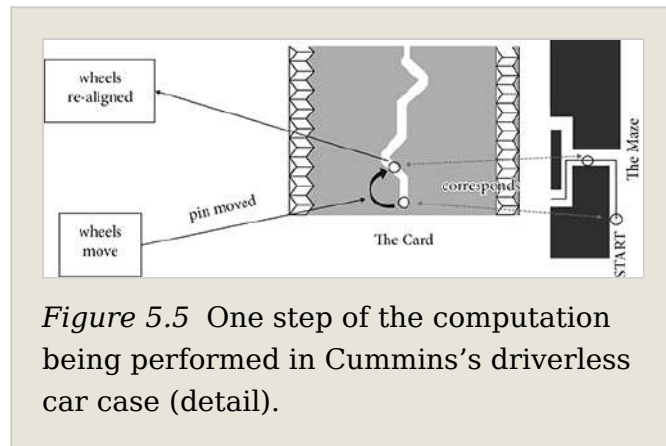 wheels
re-aligned
pin moved
wheels
move
The Card
corresponds
The Maze
START
Figure 5.5 One step of the computation
being performed in Cummins's driverless
car case (detail).